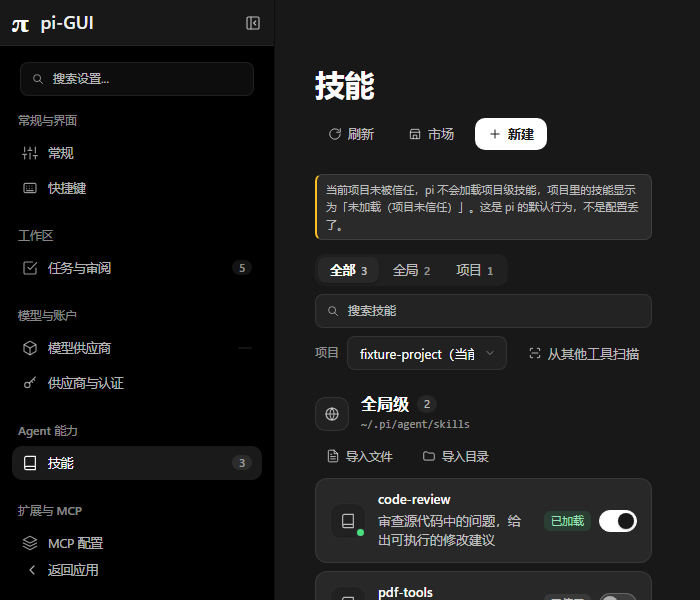 π pi-GUI
搜索设置...
常规与界面
常规
快捷键
工作区
任务与审阅 5
模型与账户
模型供应商
供应商与认证
Agent 能力
技能 3
扩展与 MCP
MCP 配置
返回应用
技能
刷新 市场 新建
当前项目未被信任，pi 不会加载项目级技能，项目里的技能显示
为「未加载（项目未信任）」。这是 pi 的默认行为，不是配置丢
了。
全部 3 全局 2 项目 1
搜索技能
项目 fixture-project（当前 从其他工具扫描
全局级 2
~/.pi/agent/skills
导入文件 导入目录
code-review
审查源代码中的问题，给
出可执行的修改建议
已加载
pdf-tools